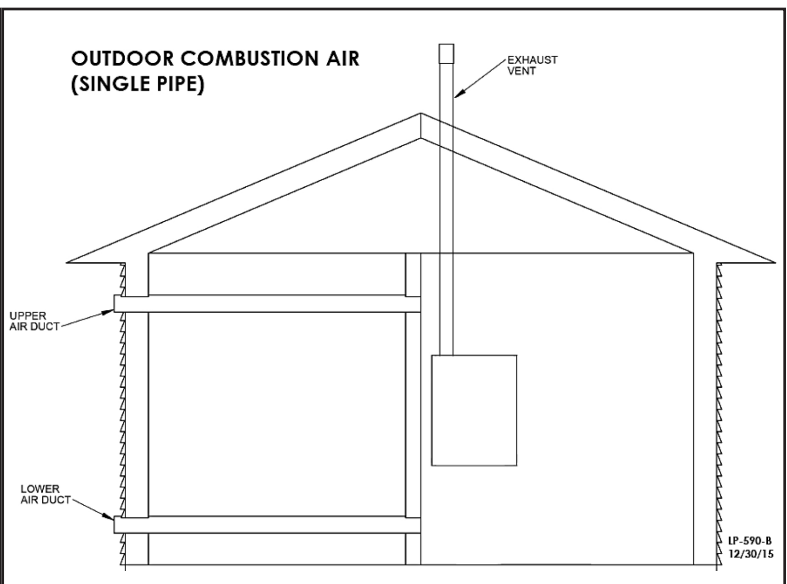 OUTDOOR COMBUSTION AIR
(SINGLE PIPE)
EXHAUST
VENT
UPPER
AIR DUCT
LOWER
AIR DUCT
LP-590-B
12/30/15